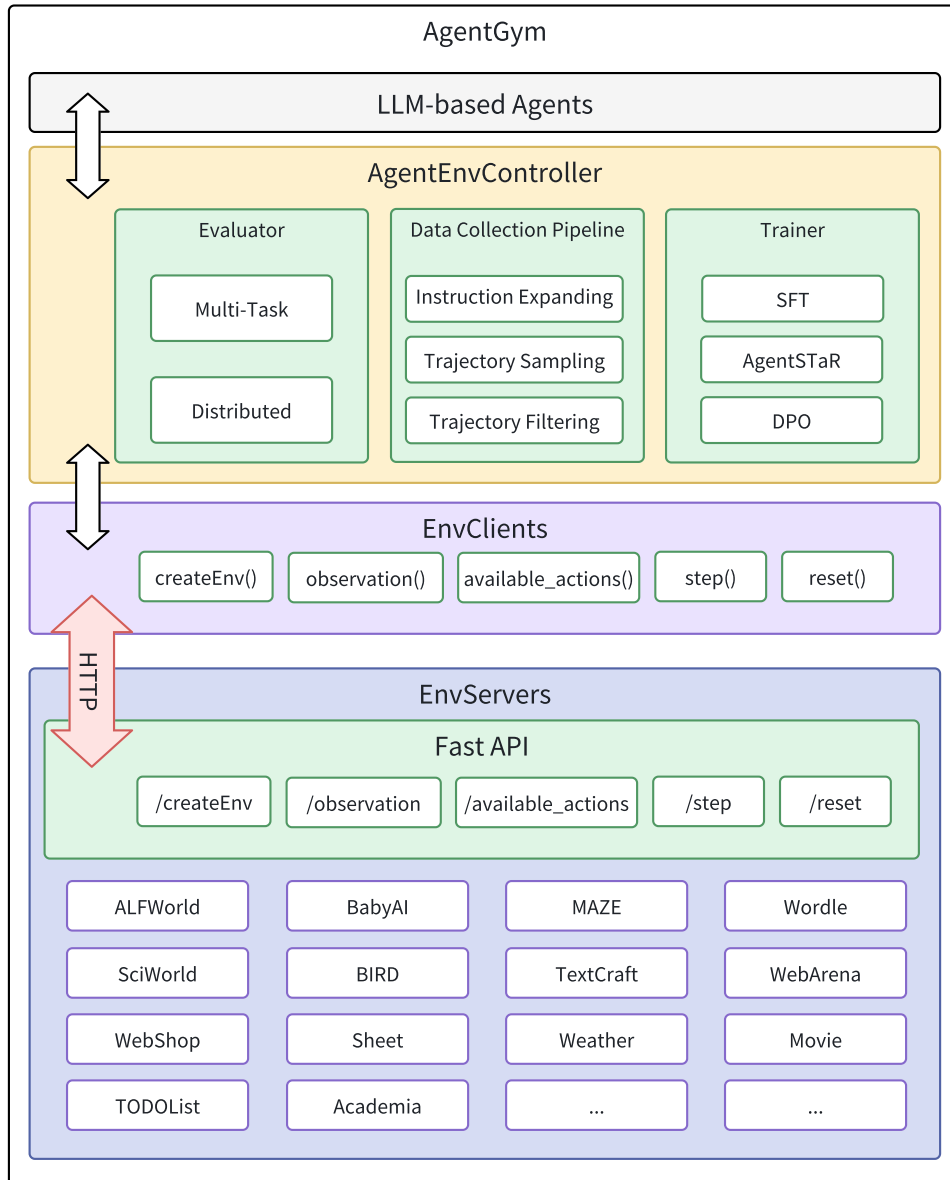 AgentGym
LLM-based Agents
AgentEnvController
Evaluator
Multi-Task
Distributed
Data Collection Pipeline
Instruction Expanding
Trajectory Sampling
Trajectory Filtering
Trainer
SFT
AgentSTaR
DPO
EnvClients
createEnv()
observation()
available_actions()
step()
reset()
HTTP
EnvServers
Fast API
/createEnv
/observation
/available_actions
/step
/reset
ALFWorld
BabyAI
MAZE
Wordle
SciWorld
BIRD
TextCraft
WebArena
WebShop
Sheet
Weather
Movie
TODOList
Academia
...
...